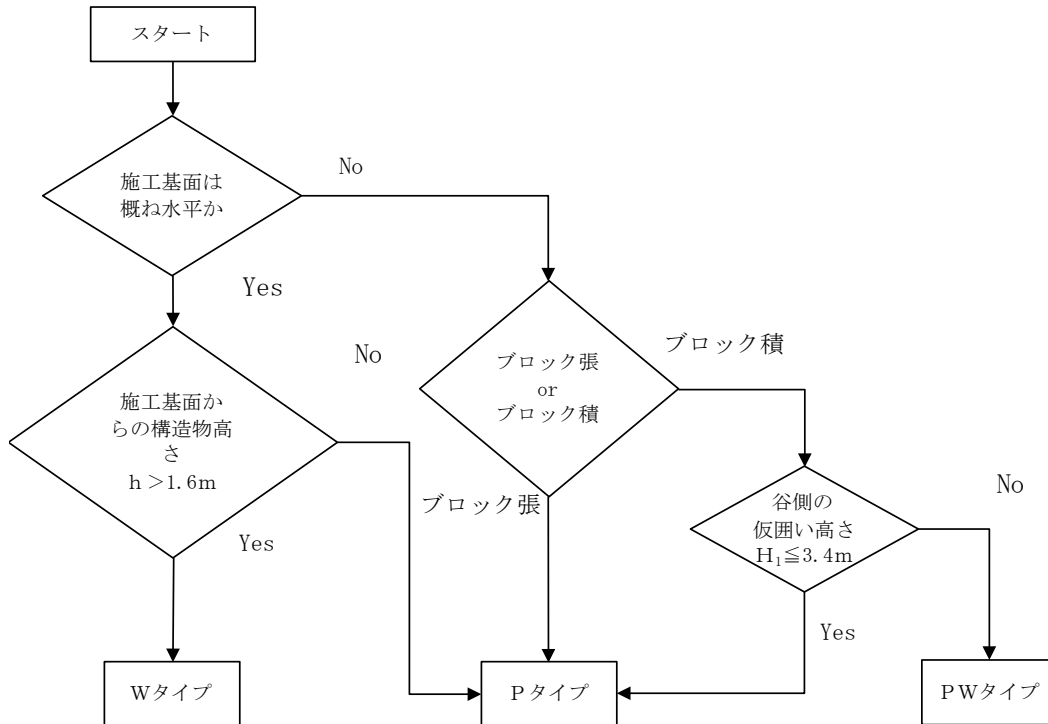 スタート
施工基面は
概ね水平か
No
Yes
施工基面か
らの構造物高
さ
h＞1.6m
No
Yes
ブロック張
or
ブロック積
ブロック積
ブロック張
谷側の
仮囲い高さ
H₁≦3.4m
No
Yes
Wタイプ
Pタイプ
PWタイプ